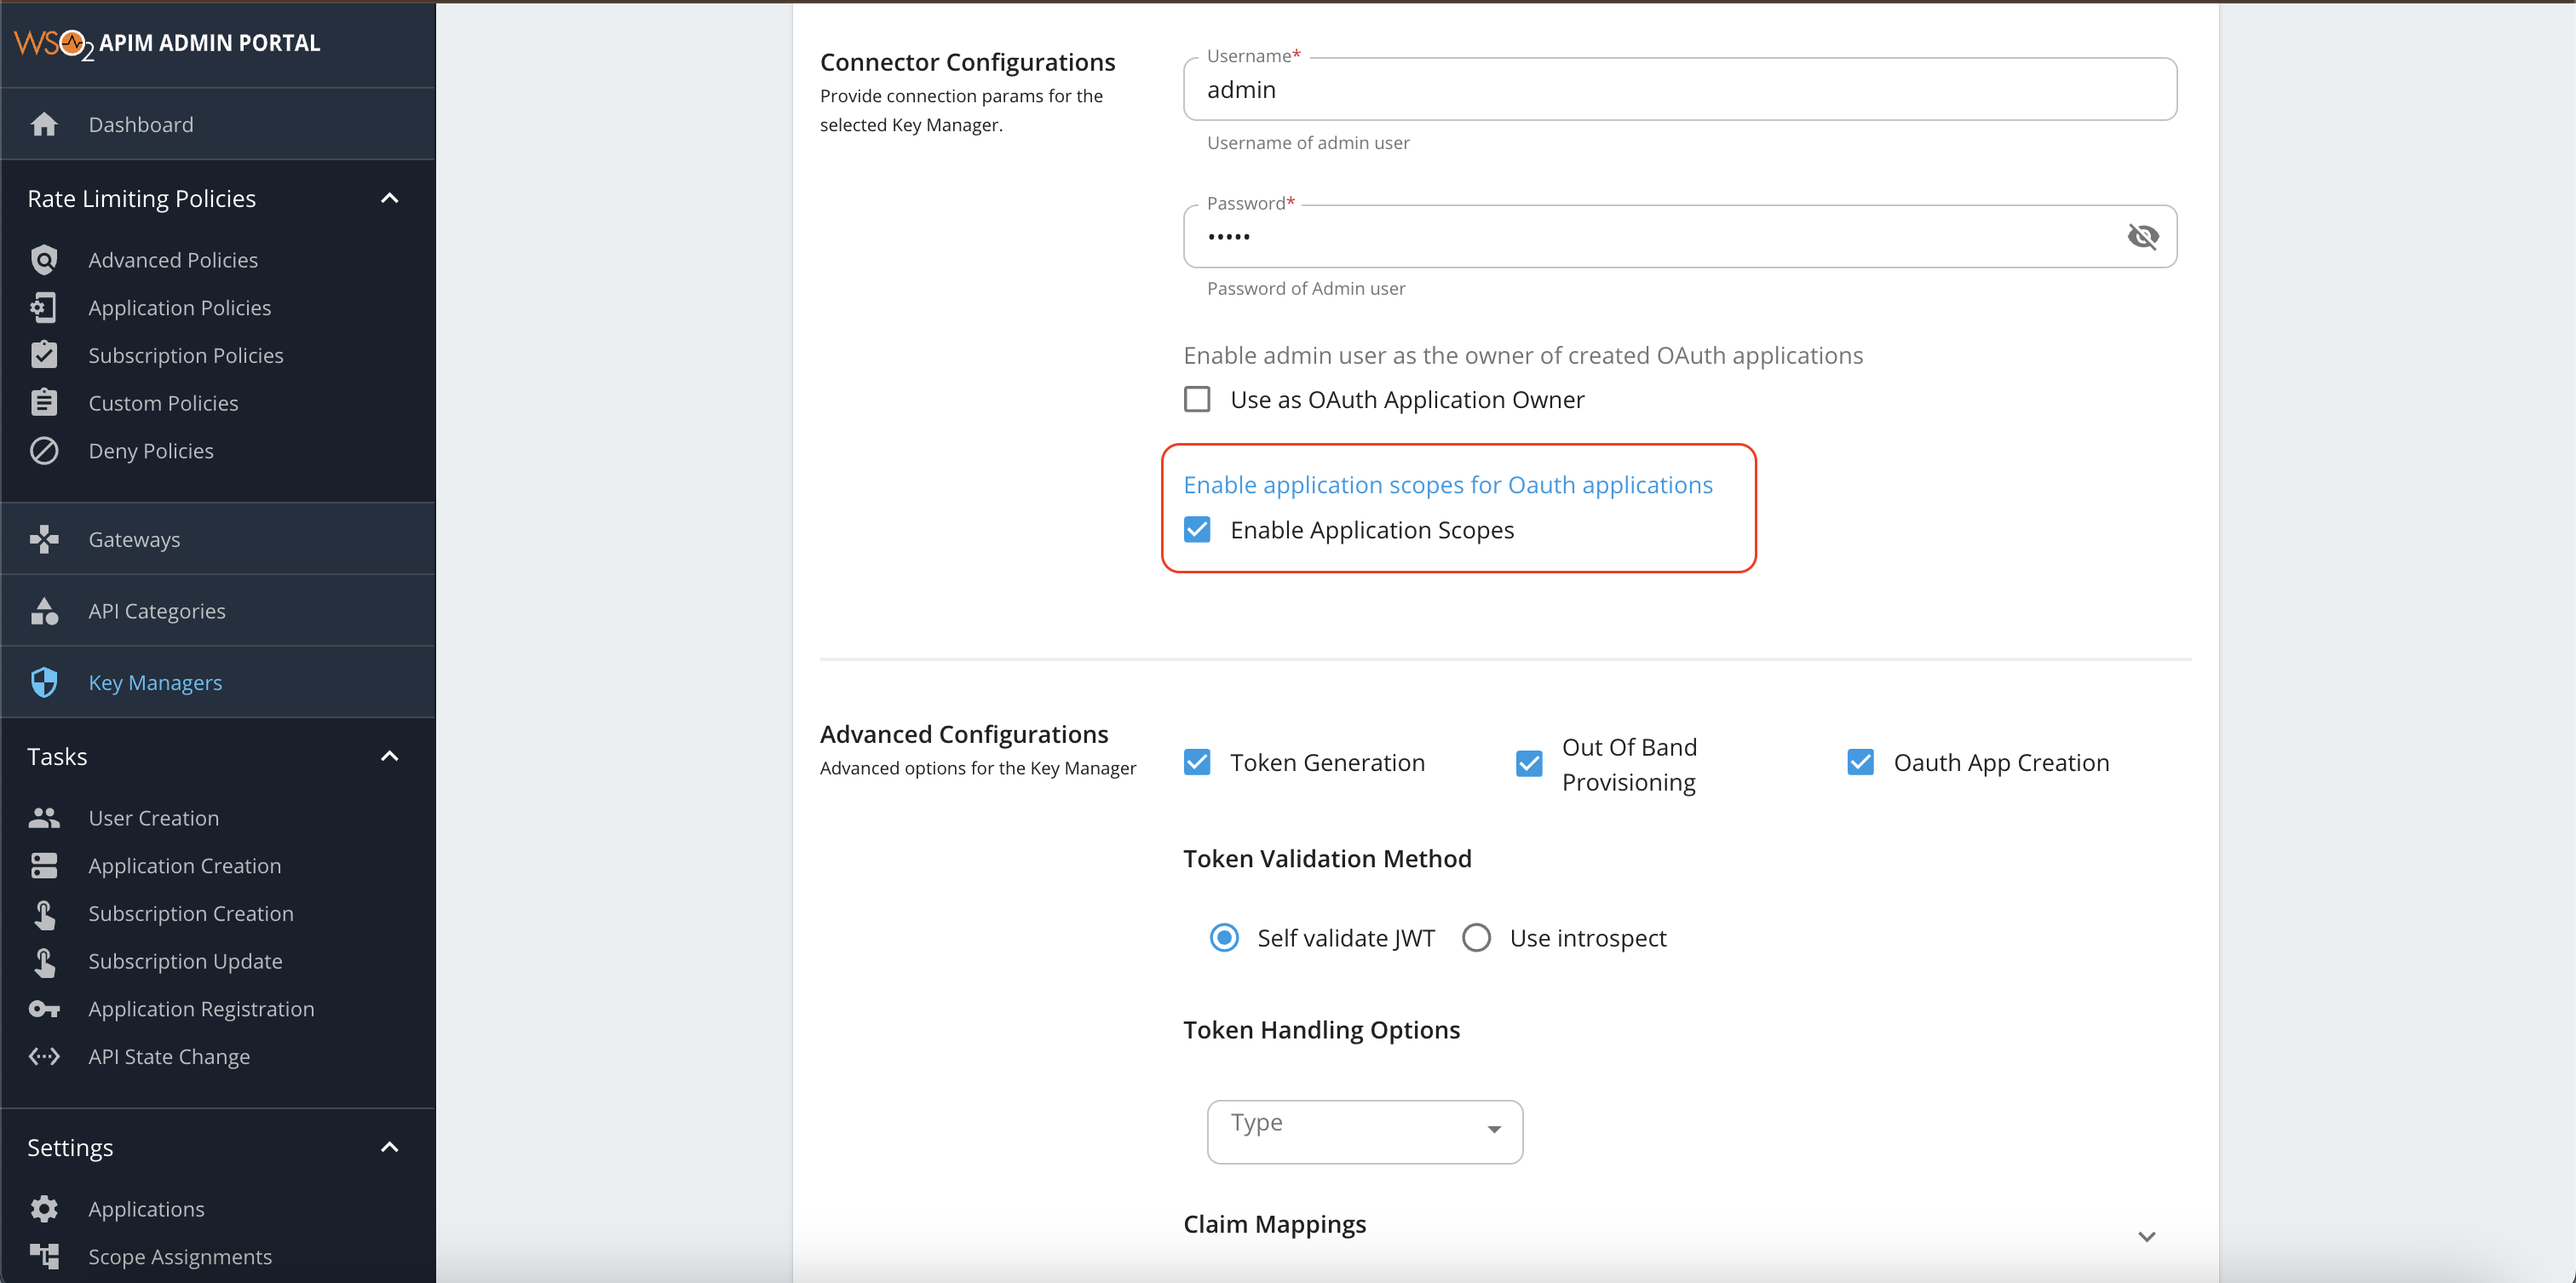 WSO2 APIM ADMIN PORTAL
Dashboard
Rate Limiting Policies
Advanced Policies
Application Policies
Subscription Policies
Custom Policies
Deny Policies
Gateways
API Categories
Key Managers
Tasks
User Creation
Application Creation
Subscription Creation
Subscription Update
Application Registration
API State Change
Settings
Applications
Scope Assignments
Connector Configurations
Provide connection params for the
selected Key Manager.
Username*
admin
Username of admin user
Password*
•••••
Password of Admin user
Enable admin user as the owner of created OAuth applications
Use as OAuth Application Owner
Enable application scopes for Oauth applications
Enable Application Scopes
Advanced Configurations
Advanced options for the Key Manager
Token Generation
Out Of Band
Provisioning
Oauth App Creation
Token Validation Method
Self validate JWT
Use introspect
Token Handling Options
Type
Claim Mappings